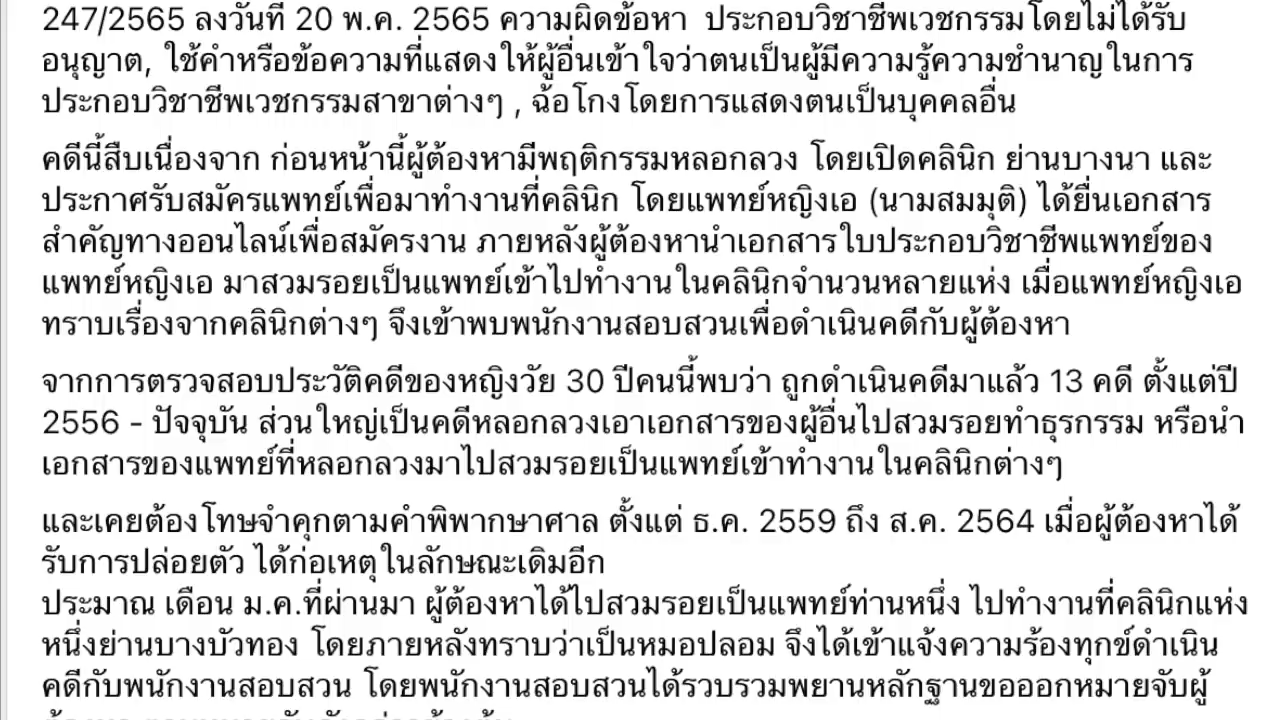 247/2565 ลงวันที่ 20 พ.ค. 2565 ความผิดข้อหา ประกอบวิชาชีพเวชกรรมโดยไม่ได้รับ
อนุญาต, ใช้คำหรือข้อความที่แสดงให้ผู้อื่นเข้าใจว่าตนเป็นผู้มีความรู้ความชำนาญในการ
ประกอบวิชาชีพเวชกรรมสาขาต่างๆ , ฉ้อโกงโดยการแสดงตนเป็นบุคคลอื่น
คดีนี้สืบเนื่องจาก ก่อนหน้านี้ผู้ต้องหามีพฤติกรรมหลอกลวง โดยเปิดคลินิก ย่านบางนา และ
ประกาศรับสมัครแพทย์เพื่อมาทำงานที่คลินิก โดยแพทย์หญิงเอ (นามสมมุติ) ได้ยื่นเอกสาร
สำคัญทางออนไลน์เพื่อสมัครงาน ภายหลังผู้ต้องหานำเอกสารใบประกอบวิชาชีพแพทย์ของ
แพทย์หญิงเอ มาสวมรอยเป็นแพทย์เข้าไปทำงานในคลินิกจำนวนหลายแห่ง เมื่อแพทย์หญิงเอ
ทราบเรื่องจากคลินิกต่างๆ จึงเข้าพบพนักงานสอบสวนเพื่อดำเนินคดีกับผู้ต้องหา
จากการตรวจสอบประวัติคดีของหญิงวัย 30 ปีคนนี้พบว่า ถูกดำเนินคดีมาแล้ว 13 คดี ตั้งแต่ปี
2556 - ปัจจุบัน ส่วนใหญ่เป็นคดีหลอกลวงเอาเอกสารของผู้อื่นไปสวมรอยทำธุรกรรม หรือนำ
เอกสารของแพทย์ที่หลอกลวงมาไปสวมรอยเป็นแพทย์เข้าทำงานในคลินิกต่างๆ
และเคยต้องโทษจำคุกตามคำพิพากษาศาล ตั้งแต่ ธ.ค. 2559 ถึง ส.ค. 2564 เมื่อผู้ต้องหาได้
รับการปล่อยตัว ได้ก่อเหตุในลักษณะเดิมอีก
ประมาณ เดือน ม.ค.ที่ผ่านมา ผู้ต้องหาได้ไปสวมรอยเป็นแพทย์ท่านหนึ่ง ไปทำงานที่คลินิกแห่ง
หนึ่งย่านบางบัวทอง โดยภายหลังทราบว่าเป็นหมอปลอม จึงได้เข้าแจ้งความร้องทุกข์ดำเนิน
คดีกับพนักงานสอบสวน โดยพนักงานสอบสวนได้รวบรวมพยานหลักฐานขอออกหมายจับผู้